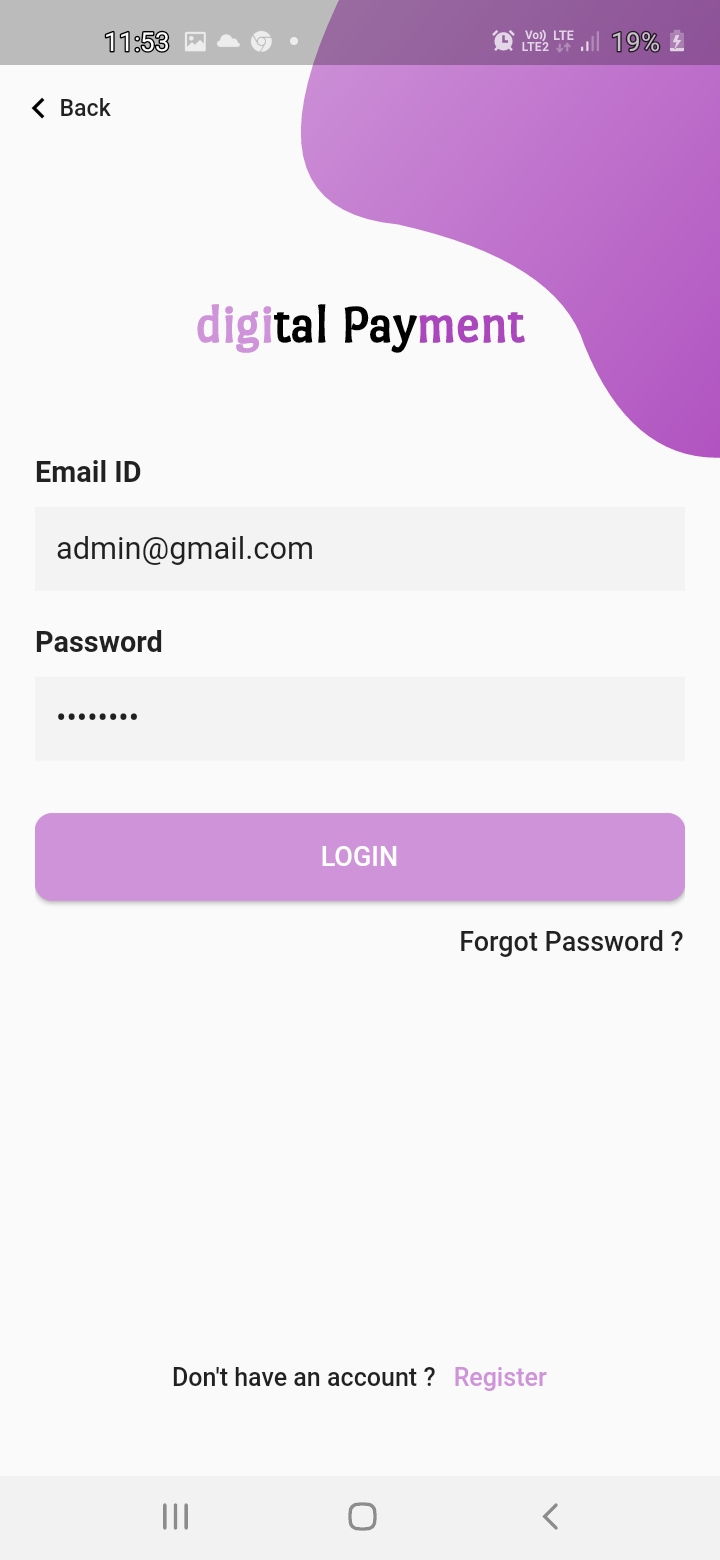 11:53 Vo)) LTE LTE2 19%
Back
digital Payment
Email ID
admin@gmail.com
Password
••••••••
LOGIN
Forgot Password ?
Don't have an account ? Register